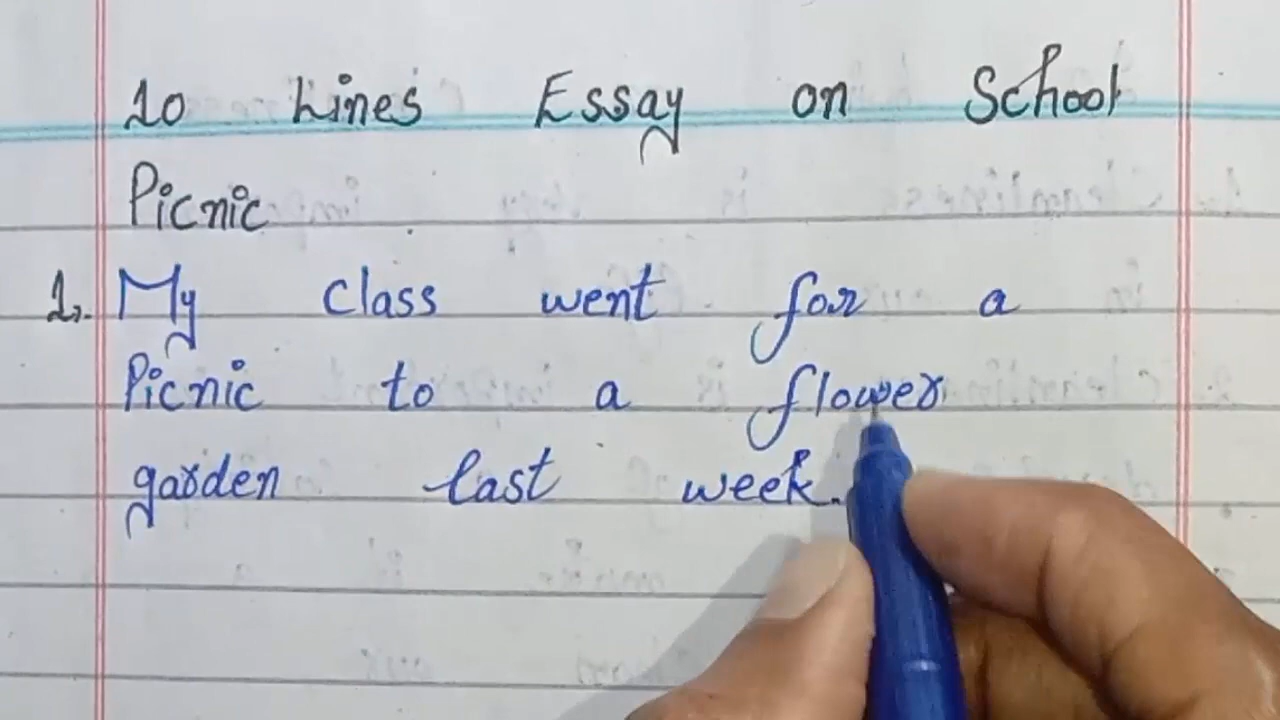 10 Lines Essay on School
Picnic
1. My class went for a
Picnic to a flower
garden last week.